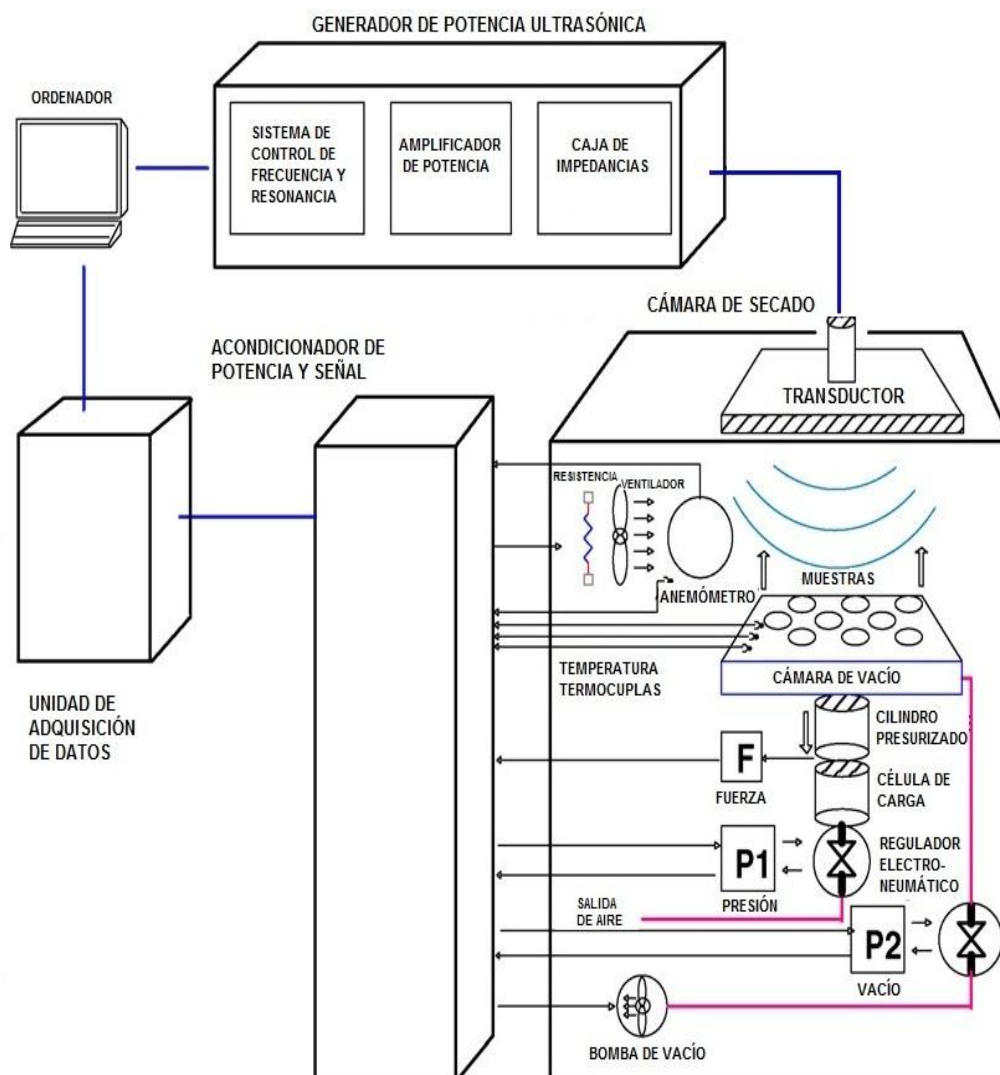 GENERADOR DE POTENCIA ULTRASÓNICA
ORDENADOR
SISTEMA DE
CONTROL DE
FRECUENCIA Y
RESONANCIA
AMPLIFICADOR
DE POTENCIA
CAJA DE
IMPEDANCIAS
CÁMARA DE SECADO
ACONDICIONADOR DE
POTENCIA Y SEÑAL
TRANSDUCTOR
RESISTENCIA
VENTILADOR
ANEMÓMETRO
MUESTRAS
TEMPERATURA
TERMOCUPLAS
CÁMARA DE VACÍO
UNIDAD DE
ADQUISICIÓN
DE DATOS
CILINDRO
PRESURIZADO
F
FUERZA
CÉLULA DE
CARGA
P1
PRESIÓN
REGULADOR
ELECTRO-
NEUMÁTICO
SALIDA
DE AIRE
P2
VACÍO
BOMBA DE VACÍO